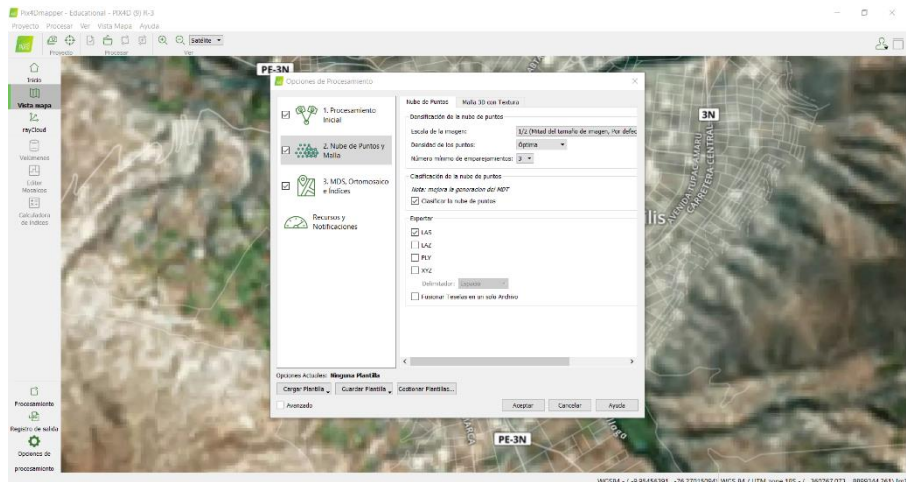 Pix4Dmapper - Educational - PIX4D (9) R-3
Proyecto Procesar Ver Vista Mapa Ayuda
Satélite
Proyecto Procesar Ver
Inicio
Vista mapa
myCloud
Volúmenes
Editor
Mosaicos
Calculadora
de Índices
Procesamiento
Registro de salida
Opciones de
procesamiento
PE-3N
3N
AVENIDA TUPAC AMARU
CARRETERA CENTRAL
lis
PE-3N
Opciones de Procesamiento
1. Procesamiento
Inicial
2. Nube de Puntos y
Malla
3. MDS, Ortomosaico
e Índices
Recursos y
Notificaciones
Nube de Puntos Malla 3D con Textura
Densificación de la nube de puntos
Escala de la imagen: 1/2 (Mitad del tamaño de imagen, Por defec
Densidad de los puntos: Óptima
Número mínimo de emparejamientos: 3
Clasificación de la nube de puntos
Nota: mejora la generación del MDT
Clasificar la nube de puntos
Exportar
LAS
LAZ
PLY
XYZ
Delimitador: Espacio
Fusionar Teselas en un solo Archivo
Opciones Actuales: Ninguna Plantilla
Cargar Plantilla Guardar Plantilla Gestionar Plantillas...
Avanzado
Aceptar Cancelar Ayuda